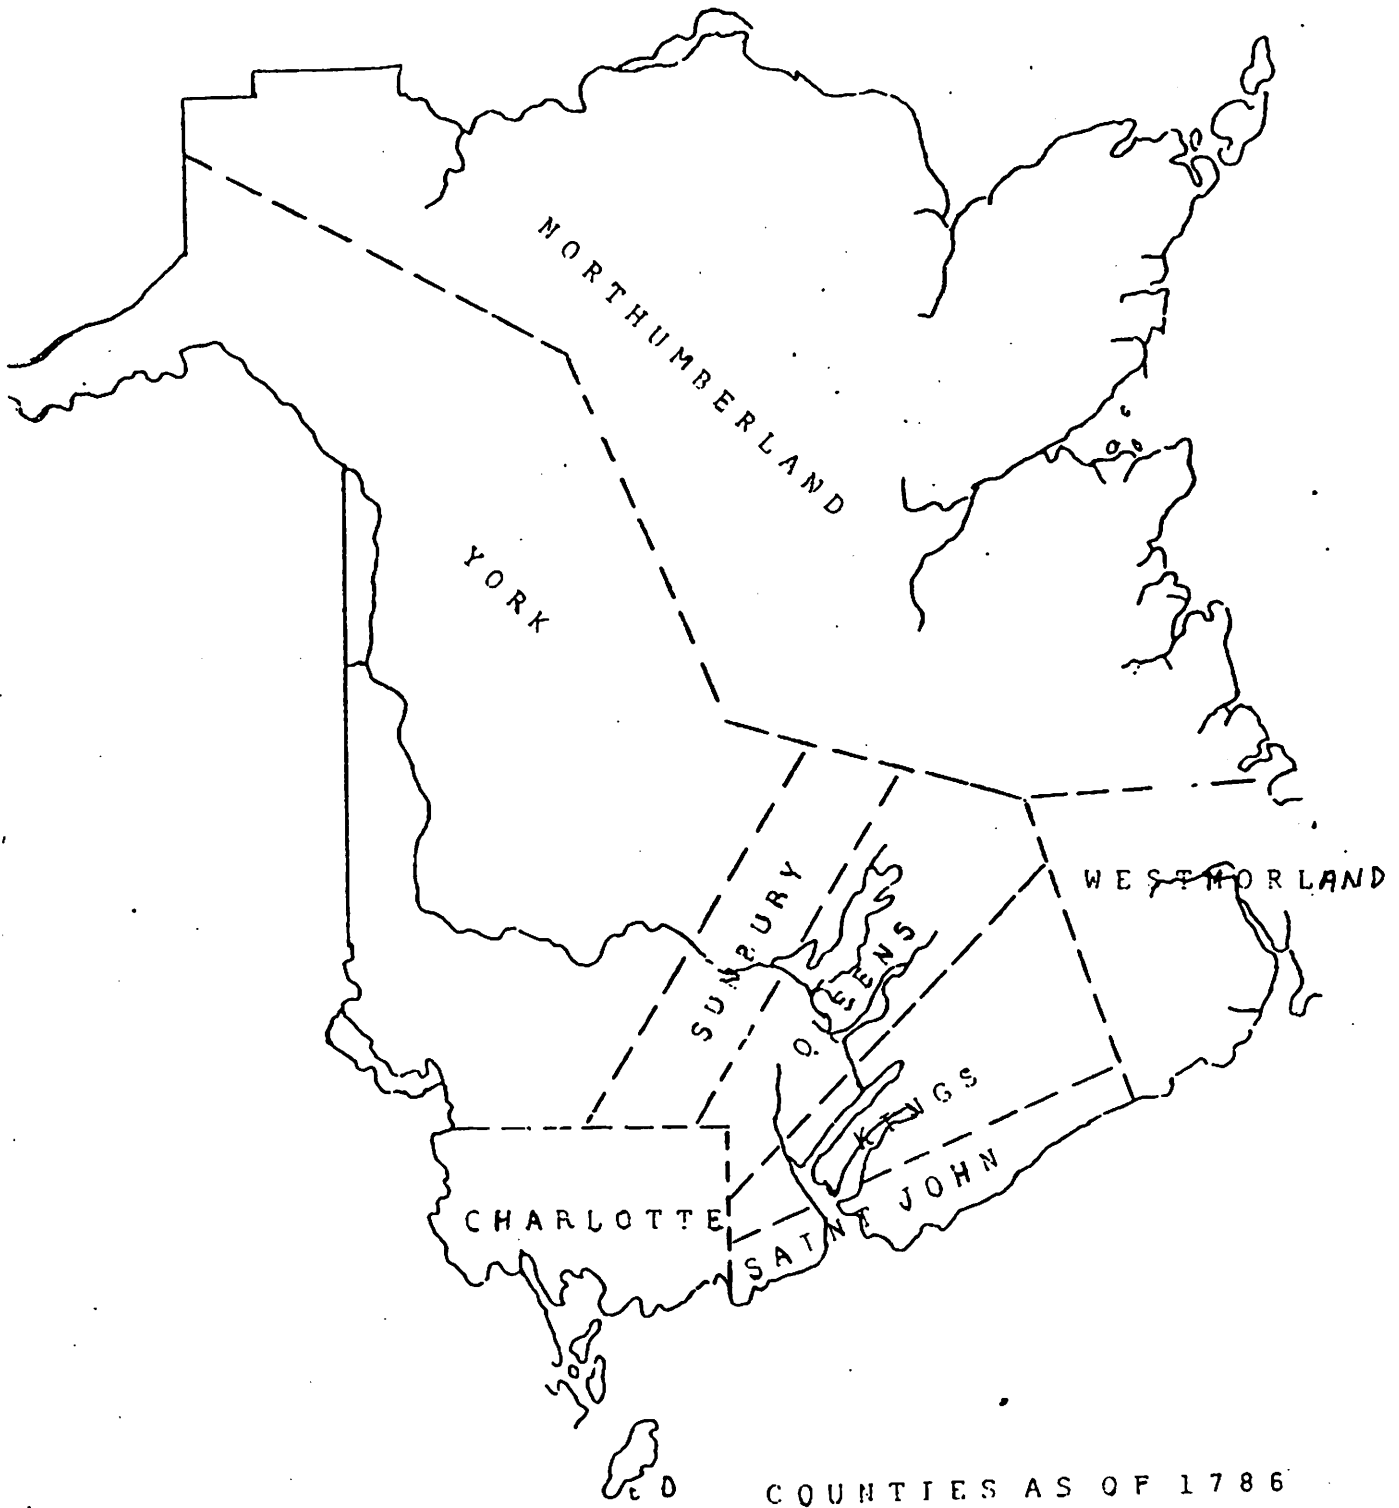 NORTHUMBERLAND
YORK
WESTMORLAND
SUNBURY
QUEENS
KINGS
SAINT JOHN
CHARLOTTE
COUNTIES AS OF 1786